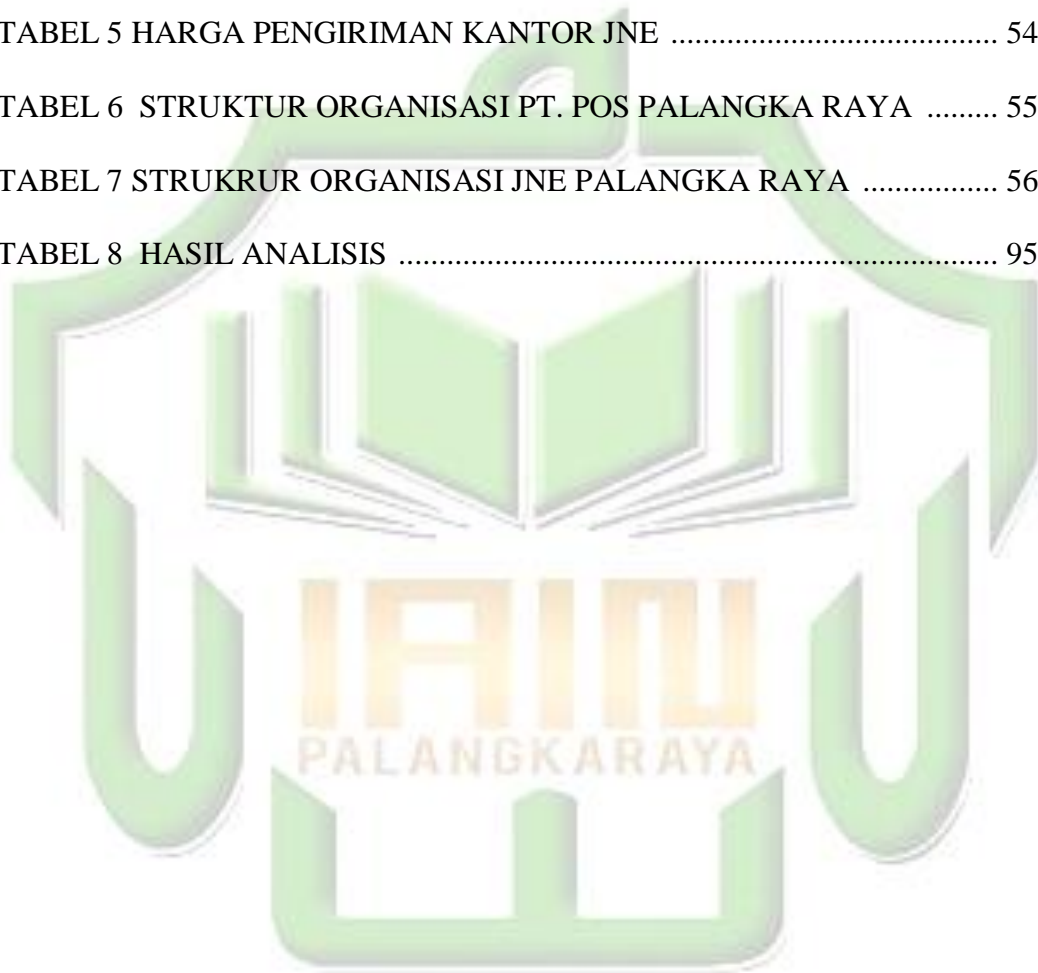 TABEL 5 HARGA PENGIRIMAN KANTOR JNE ..................................... 54
TABEL 6  STRUKTUR ORGANISASI PT. POS PALANGKA RAYA ......... 55
TABEL 7 STRUKRUR ORGANISASI JNE PALANGKA RAYA ................. 56
TABEL 8  HASIL ANALISIS ........................................................................ 95
IAIN
PALANGKARAYA